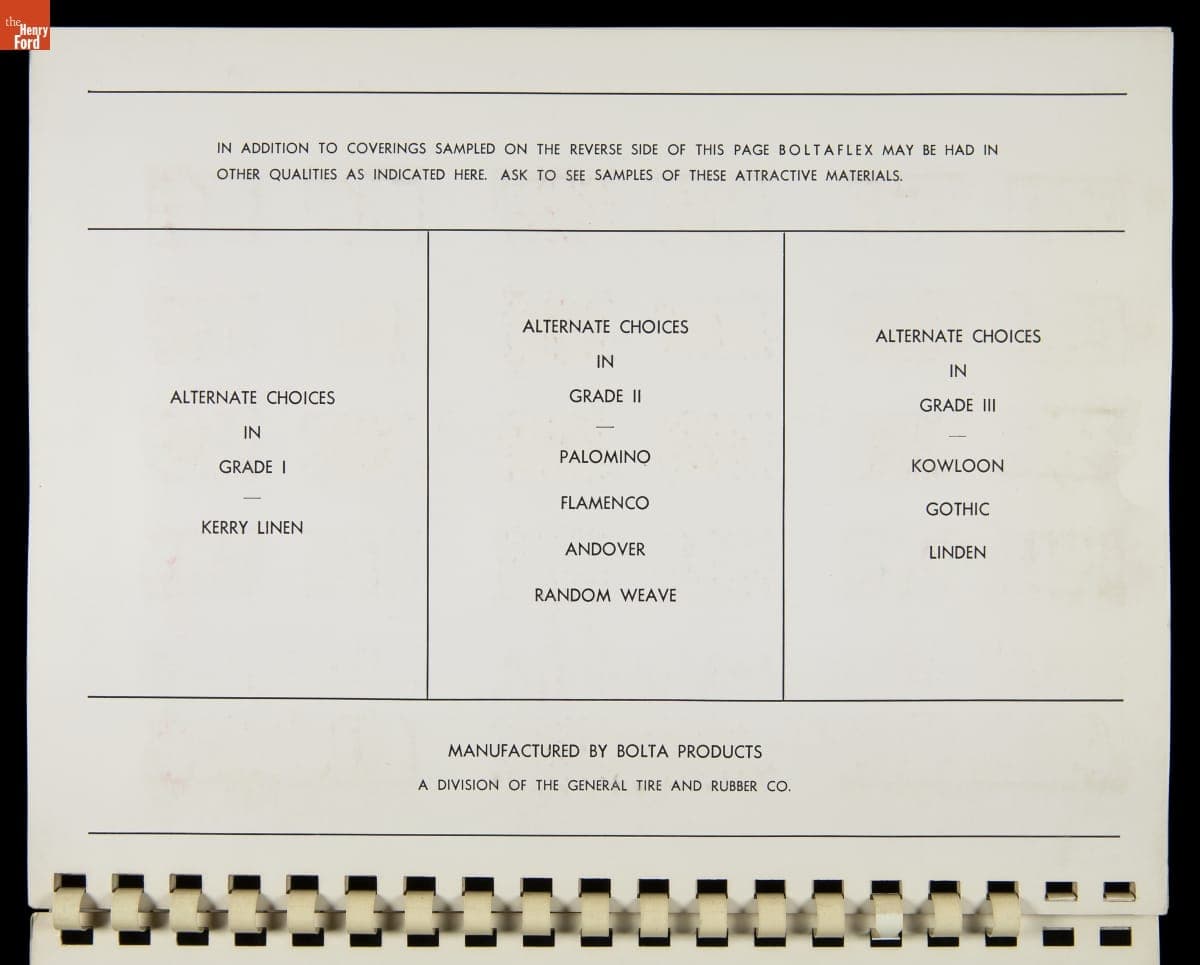 the
Henry
Ford
IN ADDITION TO COVERINGS SAMPLED ON THE REVERSE SIDE OF THIS PAGE BOLTAFLEX MAY BE HAD IN
OTHER QUALITIES AS INDICATED HERE. ASK TO SEE SAMPLES OF THESE ATTRACTIVE MATERIALS.
ALTERNATE CHOICES
IN
GRADE I
—
KERRY LINEN
ALTERNATE CHOICES
IN
GRADE II
—
PALOMINO
FLAMENCO
ANDOVER
RANDOM WEAVE
ALTERNATE CHOICES
IN
GRADE III
—
KOWLOON
GOTHIC
LINDEN
MANUFACTURED BY BOLTA PRODUCTS
A DIVISION OF THE GENERAL TIRE AND RUBBER CO.